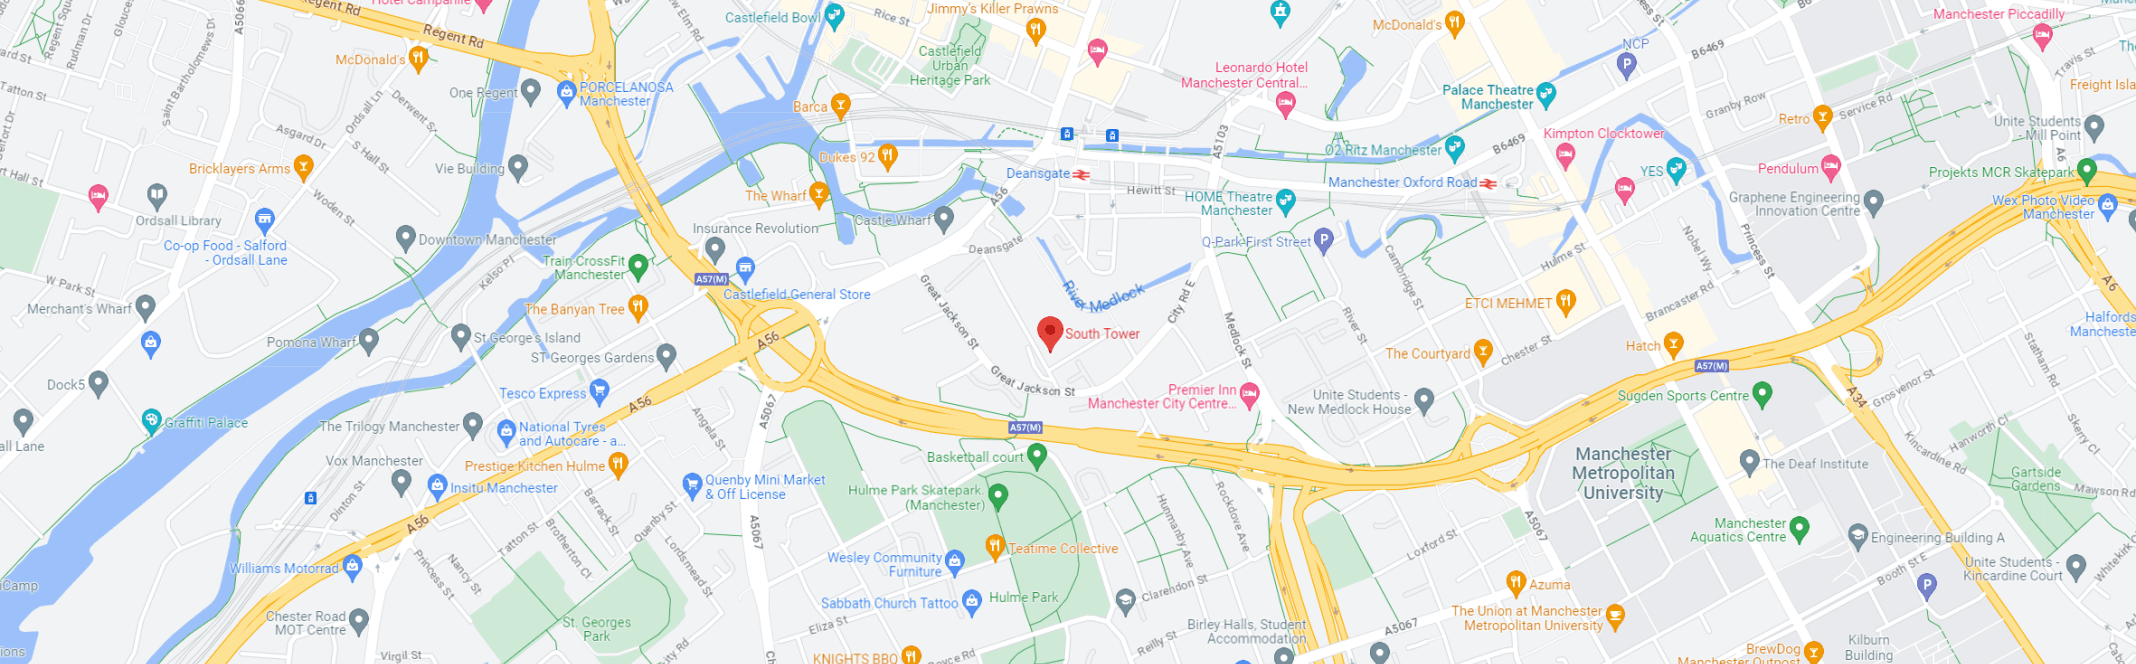 Regent Rd
Hotel Campanile
A5066
Castlefield Bowl
Rice St
Jimmy's Killer Prawns
McDonald's
Manchester Piccadilly
NCP
B6469
Princess St
Regent Rd
McDonald's
Castlefield
Urban
Heritage Park
Leonardo Hotel
Manchester Central...
Travis St
Freight Isla
Tatton St
Saint Bartholomews Dr
One Regent
PORCELANOSA
Manchester
Barca
Palace Theatre
Manchester
Granby Row
Service Rd
Retro
Unite Students
- Mill Point
Rudman Dr
Ordsall Ln
Derwent St
Asgard Dr
S Hall St
A5103
Kimpton Clocktower
A6
Bricklayers Arms
Vie Building
Dukes 92
O2 Ritz Manchester
B6469
Pendulum
YES
Projekts MCR Skatepark
Deansgate
Manchester Oxford Road
Hewitt St
Woden St
The Wharf
A56
HOME Theatre
Manchester
Graphene Engineering
Innovation Centre
Wex Photo Video
Manchester
Ordsall Library
Castle Wharf
Insurance Revolution
Downtown Manchester
Co-op Food - Salford
- Ordsall Lane
Deansgate
Q-Park First Street
Hulme St
Nobel Wy
Princess St
Kelso Pl
Train CrossFit
Manchester
A57(M)
Cambridge St
W Park St
Castlefield General Store
Great Jackson St
River Medlock
City Rd E
A6
Merchant's Wharf
The Banyan Tree
ETCI MEHMET
Brancaster Rd
Halfords
Pomona Wharf
St George's Island
A56
South Tower
Medlock St
River St
Manchester
ST Georges Gardens
The Courtyard
Chester St
Hatch
Statham Rd
A57(M)
Dock5
Tesco Express
Great Jackson St
Premier Inn
Manchester City Centre...
Unite Students -
New Medlock House
Sugden Sports Centre
Grosvenor St
A34
A56
A5067
Graffiti Palace
all Lane
The Trilogy Manchester
National Tyres
and Autocare - a...
Angela St
A57(M)
Hanworth Cl
Skerry Cl
Vox Manchester
Prestige Kitchen Hulme
Basketball court
Manchester
Metropolitan
University
The Deaf Institute
Kincardine Rd
Gartside
Gardens
Insitu Manchester
Quenby Mini Market
& Off License
Hulme Park Skatepark
(Manchester)
Mawson Rd
Dinton St
Barrack St
Quenby St
Hunmanby Ave
Rockdove Ave
A56
Tatton St
A5067
A5067
Manchester
Aquatics Centre
Engineering Building A
Brotherton Ct
Lordsmead St
Teatime Collective
Loxford St
Williams Motorrad
Nancy St
Princess St
Wesley Community
Furniture
Booth St E
Unite Students -
Kincardine Court
Clarendon St
Azuma
Sabbath Church Tattoo
Hulme Park
The Union at Manchester
Metropolitan University
Chester Road
MOT Centre
St. Georges
Park
Eliza St
Birley Halls, Student
Accommodation
A5067
Reilly St
Kilburn
Building
Virgil St
KNIGHTS BBQ
Royce Rd
BrewDog
Manchester Outpost